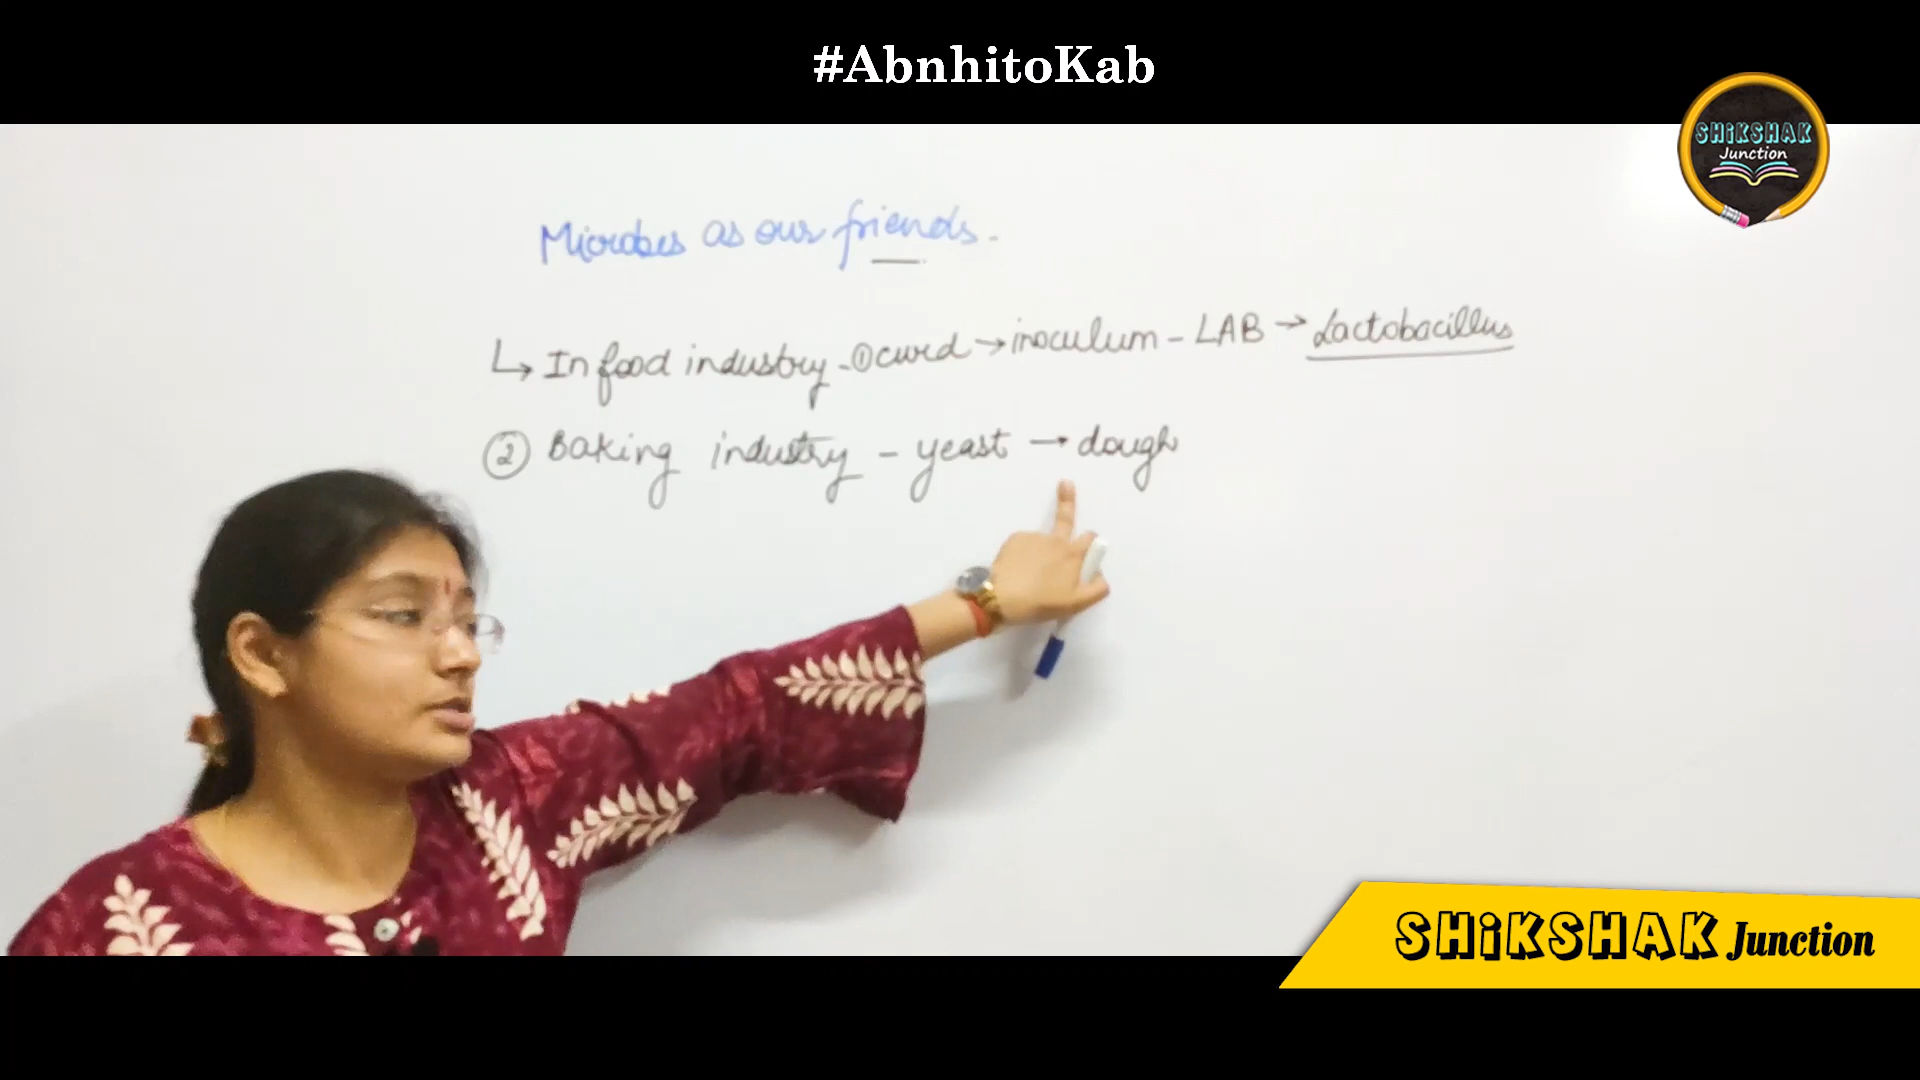 #AbnhitoKab
SHiKSHAK
Junction
Microbes as our friends.
↳ In food industry - ① curd → inoculum - LAB → Lactobacillus
② Baking industry - yeast → dough
SHiKSHAK Junction